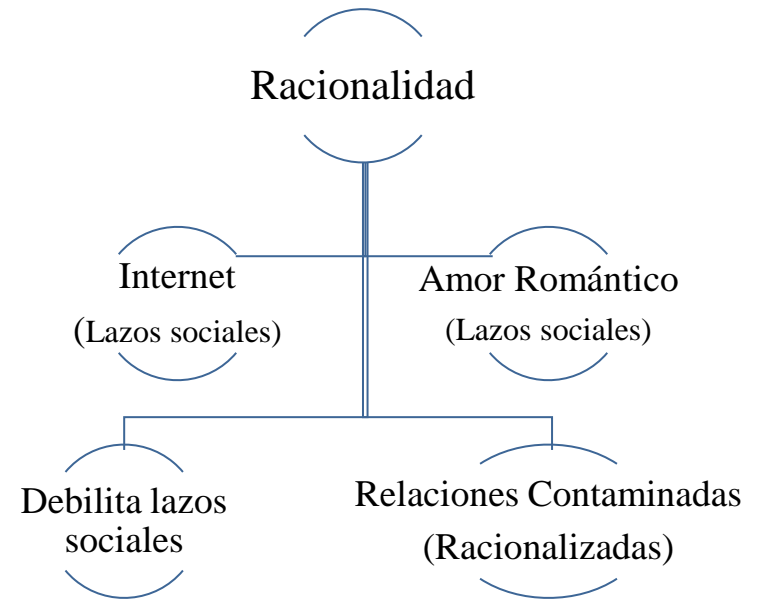 Racionalidad
Internet
(Lazos sociales)
Amor Romántico
(Lazos sociales)
Debilita lazos
sociales
Relaciones Contaminadas
(Racionalizadas)